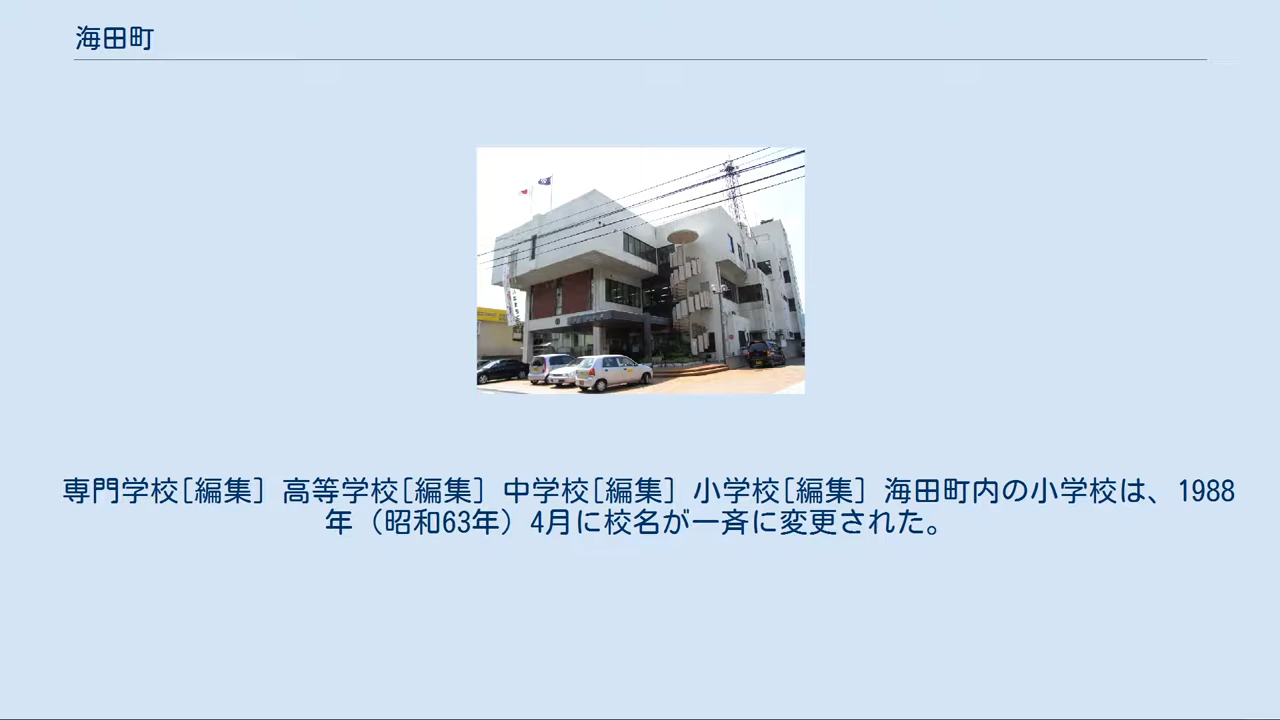 海田町
専門学校[編集] 高等学校[編集] 中学校[編集] 小学校[編集] 海田町内の小学校は、1988
年（昭和63年）4月に校名が一斉に変更された。